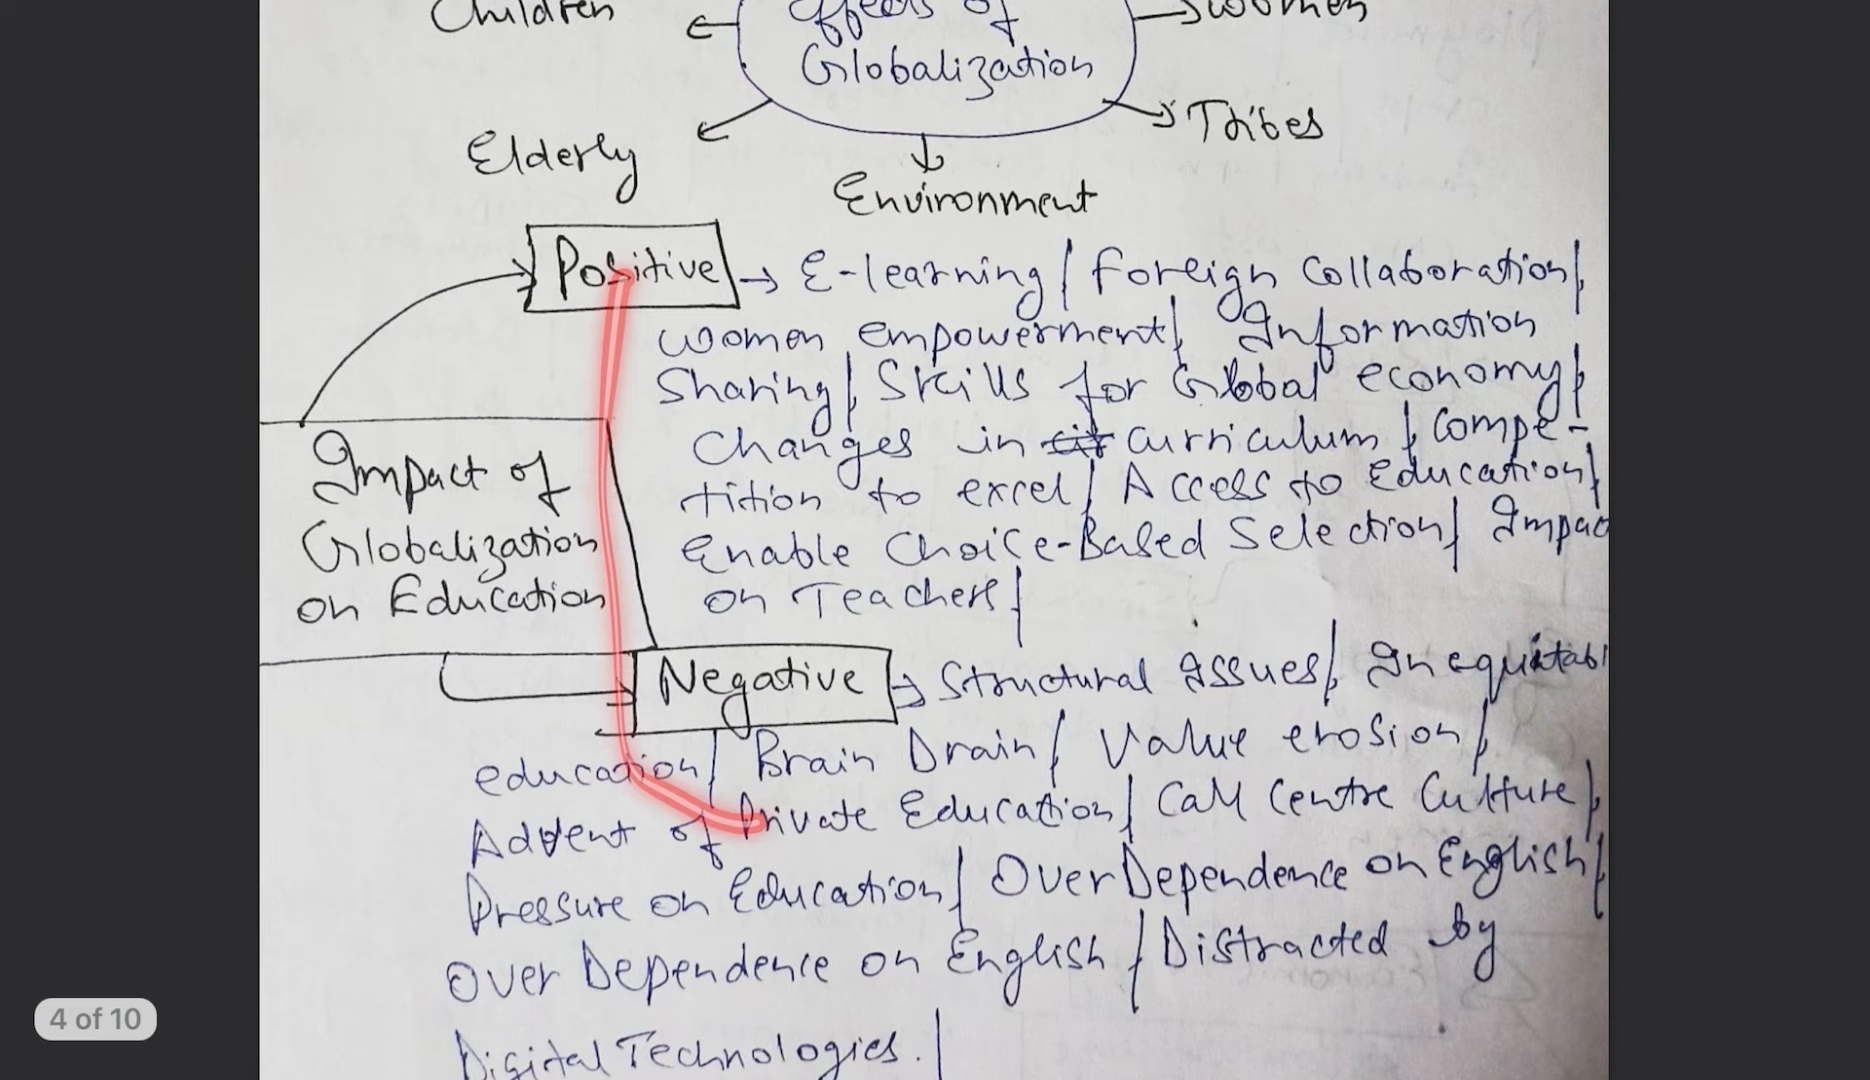 Children
Effects of
Globalization
Women
Elderly
Tribes
Environment
Positive → E-learning/ Foreign Collaboration/
women empowerment/ Information
Sharing/ Skills for Global economy/
Changes in curriculum/ Compe-
tition to excel/ Access to Education/
Enable Choice-Based Selection/ Impac
on Teachers/
Impact of
Globalization
on Education
Negative → Structural Issues/ Inequitabl
education/ Brain Drain/ Value erosion/
Advent of Private Education/ Call Centre Culture/
Pressure on Education/ Over Dependence on English/
Over Dependence on English/ Distracted by
Digital Technologies./
4 of 10